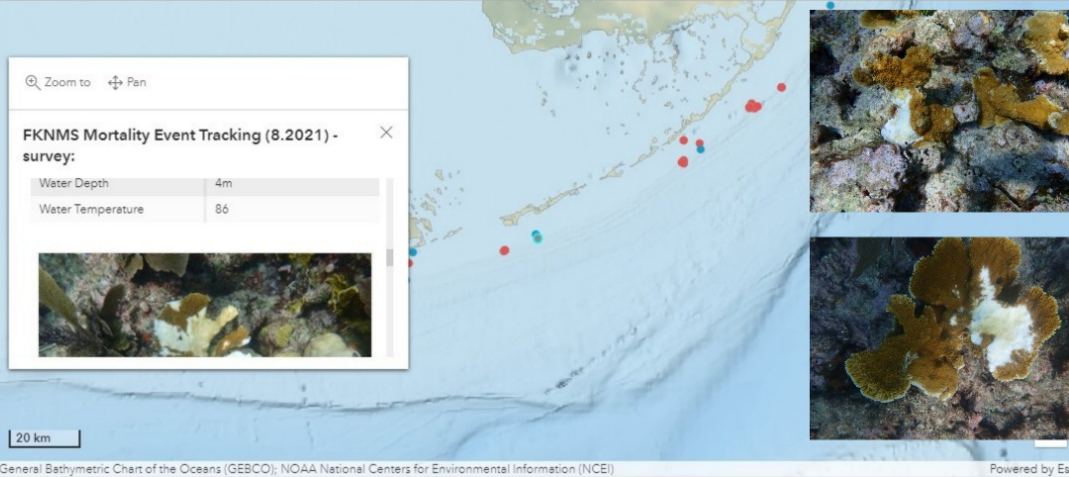 Zoom to Pan
FKNMS Mortality Event Tracking (8.2021) -
survey:
Water Depth 4m
Water Temperature 86
20 km
General Bathymetric Chart of the Oceans (GEBCO); NOAA National Centers for Environmental Information (NCEI)
Powered by Es